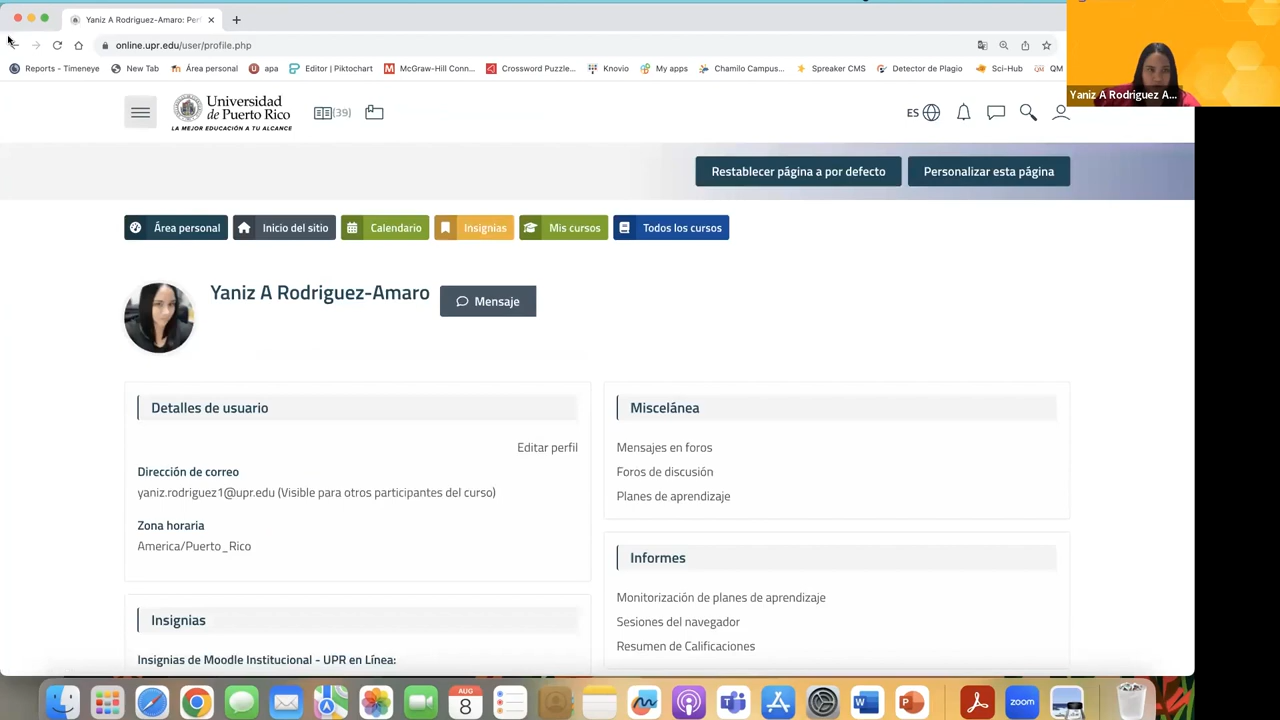 Yaniz A Rodriguez-Amaro: Per
online.upr.edu/user/profile.php
Reports - Timeneye
New Tab
Área personal
apa
Editor | Piktochart
McGraw-Hill Conn...
Crossword Puzzle...
Knovio
My apps
Chamilo Campus...
Spreaker CMS
Detector de Plagio
Sci-Hub
QM
Yaniz A Rodriguez A...
Universidad
de Puerto Rico
LA MEJOR EDUCACIÓN A TU ALCANCE
(39)
ES
Restablecer página a por defecto
Personalizar esta página
Área personal
Inicio del sitio
Calendario
Insignias
Mis cursos
Todos los cursos
Yaniz A Rodriguez-Amaro
Mensaje
Detalles de usuario
Editar perfil
Dirección de correo
yaniz.rodriguez1@upr.edu (Visible para otros participantes del curso)
Zona horaria
America/Puerto_Rico
Insignias
Insignias de Moodle Institucional - UPR en Línea:
Miscelánea
Mensajes en foros
Foros de discusión
Planes de aprendizaje
Informes
Monitorización de planes de aprendizaje
Sesiones del navegador
Resumen de Calificaciones
AUG
8
zoom